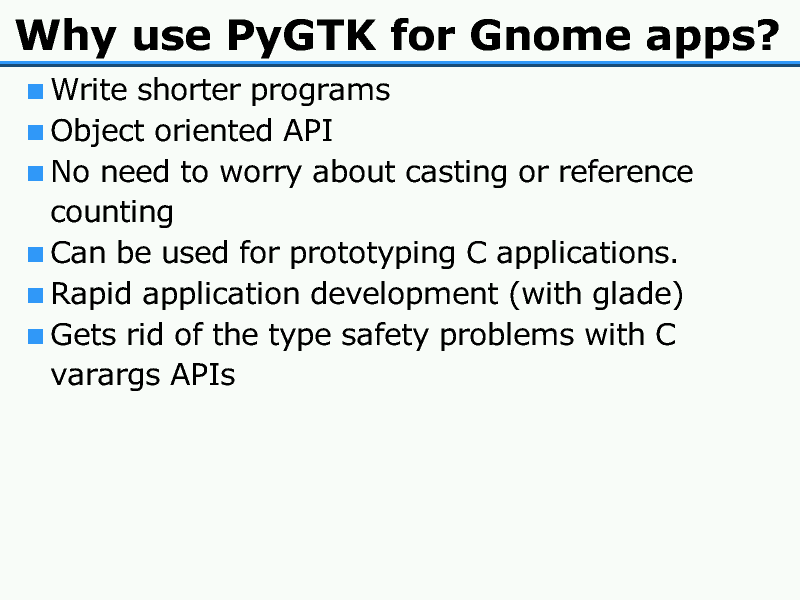 Why use PyGTK for Gnome apps?
Write shorter programs
Object oriented API
No need to worry about casting or reference
counting
Can be used for prototyping C applications.
Rapid application development (with glade)
Gets rid of the type safety problems with C
varargs APIs